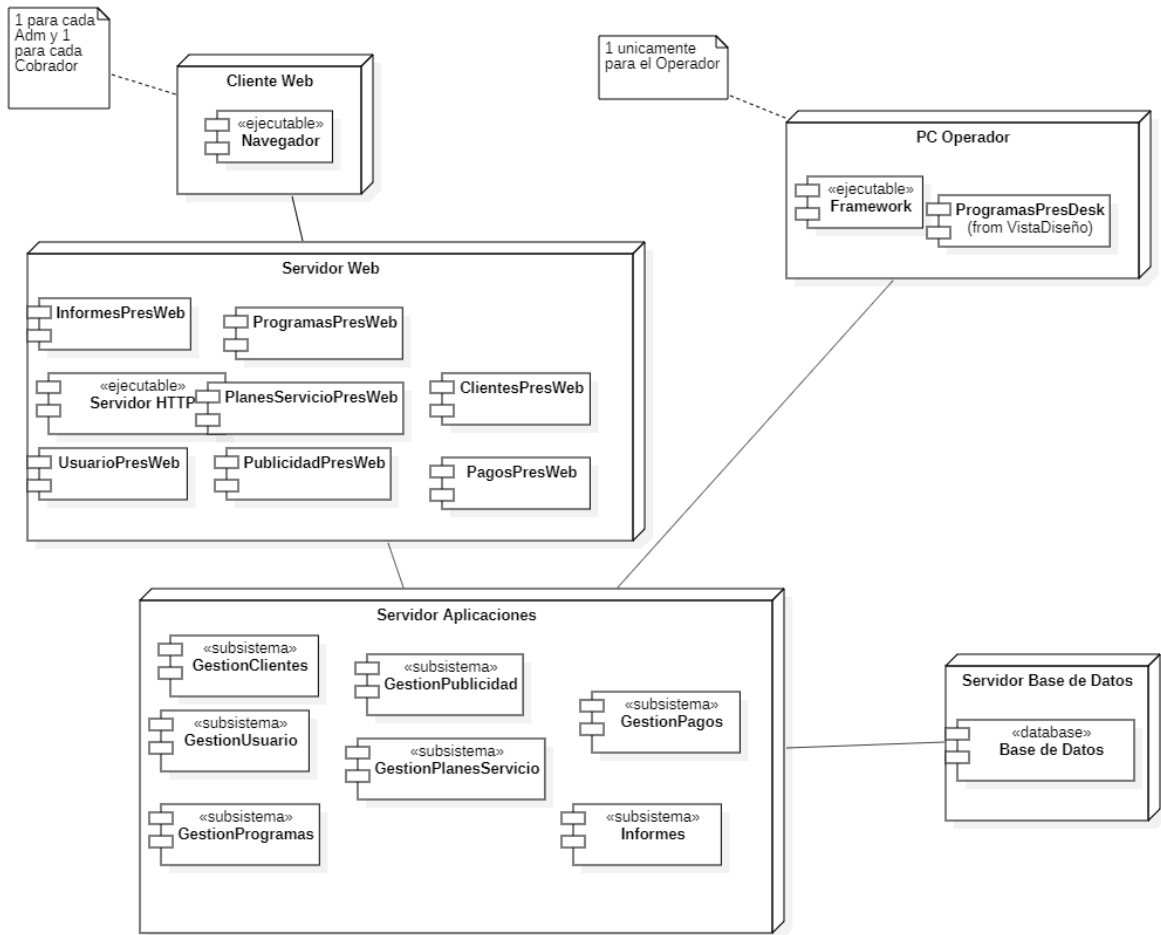 1 para cada
Adm y 1
para cada
Cobrador
Cliente Web
«ejecutable»
Navegador
1 unicamente
para el Operador
PC Operador
«ejecutable»
Framework
ProgramasPresDesk
(from VistaDiseño)
Servidor Web
InformesPresWeb
ProgramasPresWeb
«ejecutable»
Servidor HTTP
PlanesServicioPresWeb
ClientesPresWeb
UsuarioPresWeb
PublicidadPresWeb
PagosPresWeb
Servidor Aplicaciones
«subsistema»
GestionClientes
«subsistema»
GestionPublicidad
«subsistema»
GestionPagos
«subsistema»
GestionUsuario
«subsistema»
GestionPlanesServicio
«subsistema»
GestionProgramas
«subsistema»
Informes
Servidor Base de Datos
«database»
Base de Datos